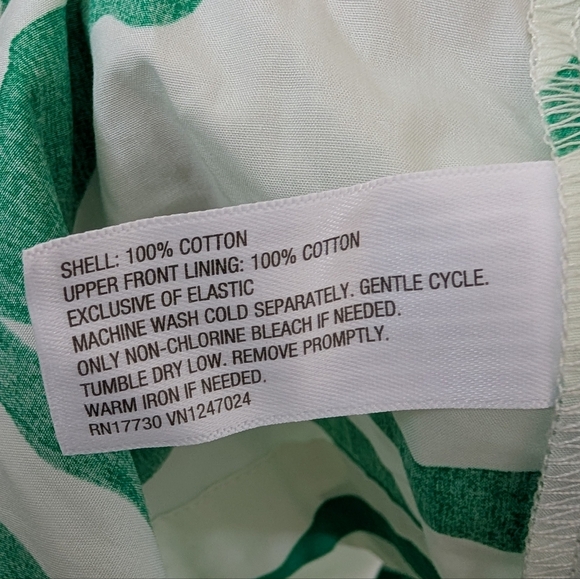 SHELL: 100% COTTON
UPPER FRONT LINING: 100% COTTON
EXCLUSIVE OF ELASTIC
MACHINE WASH COLD SEPARATELY. GENTLE CYCLE.
ONLY NON-CHLORINE BLEACH IF NEEDED.
TUMBLE DRY LOW. REMOVE PROMPTLY.
WARM IRON IF NEEDED.
RN17730 VN1247024